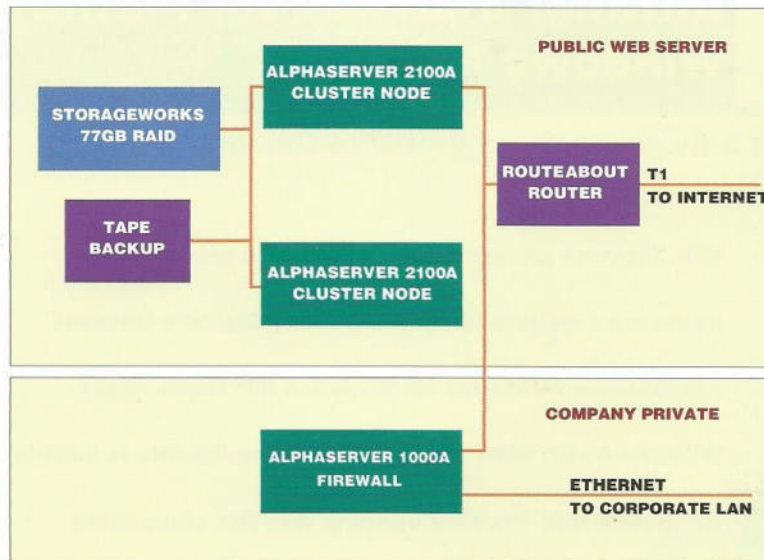 PUBLIC WEB SERVER
ALPHASERVER 2100A
CLUSTER NODE
STORAGEWORKS
77GB RAID
ROUTEABOUT
ROUTER
T1
TO INTERNET
TAPE
BACKUP
ALPHASERVER 2100A
CLUSTER NODE
COMPANY PRIVATE
ALPHASERVER 1000A
FIREWALL
ETHERNET
TO CORPORATE LAN